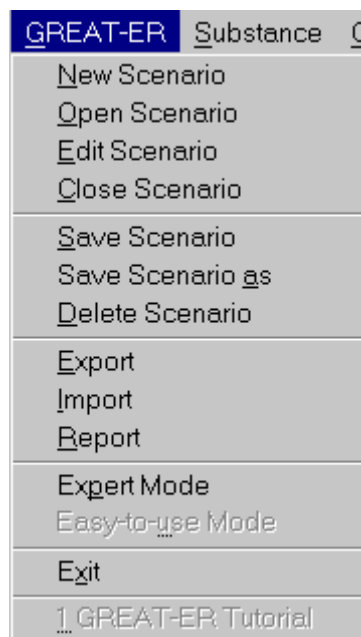 GREAT-ER Substance
New Scenario
Open Scenario
Edit Scenario
Close Scenario
Save Scenario
Save Scenario as
Delete Scenario
Export
Import
Report
Expert Mode
Easy-to-use Mode
Exit
1 GREAT-ER Tutorial